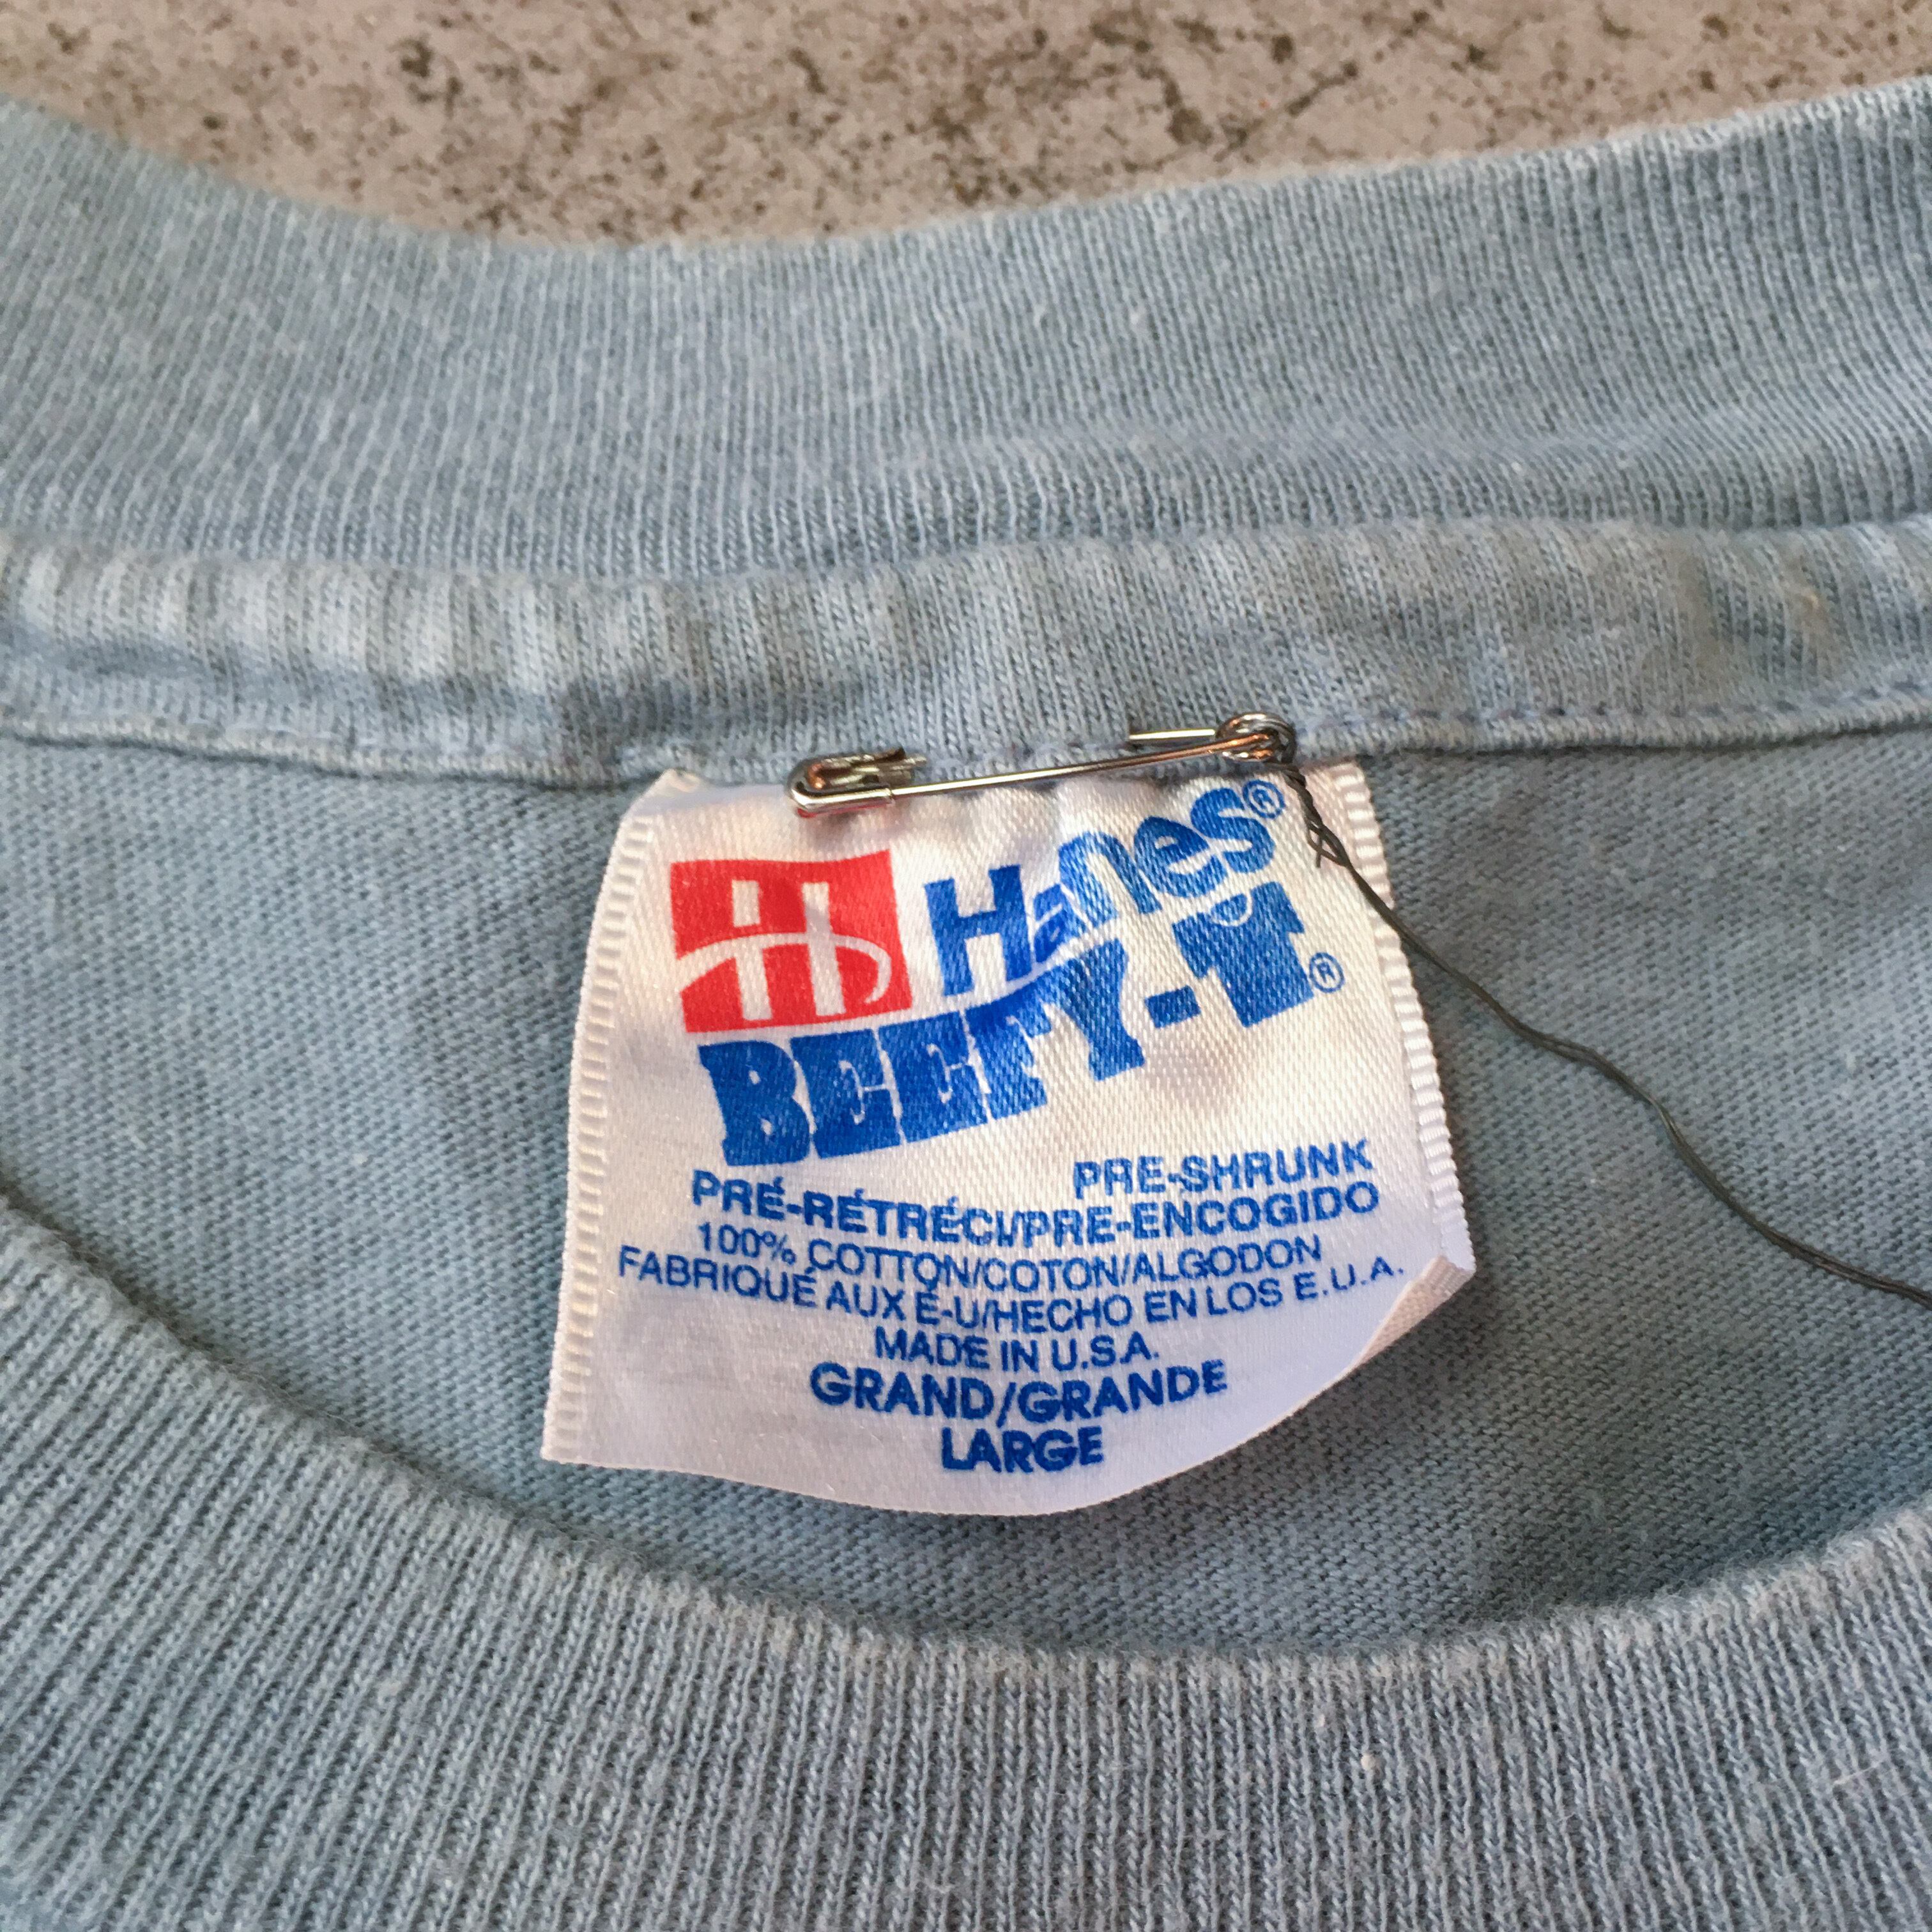 H Hanes®
BEEFY-T®
PRE-SHRUNK
PRÉ-RÉTRÉCI/PRE-ENCOGIDO
100% COTTON/COTON/ALGODON
FABRIQUÉ AUX É-U/HECHO EN LOS E.U.A.
MADE IN U.S.A.
GRAND/GRANDE
LARGE